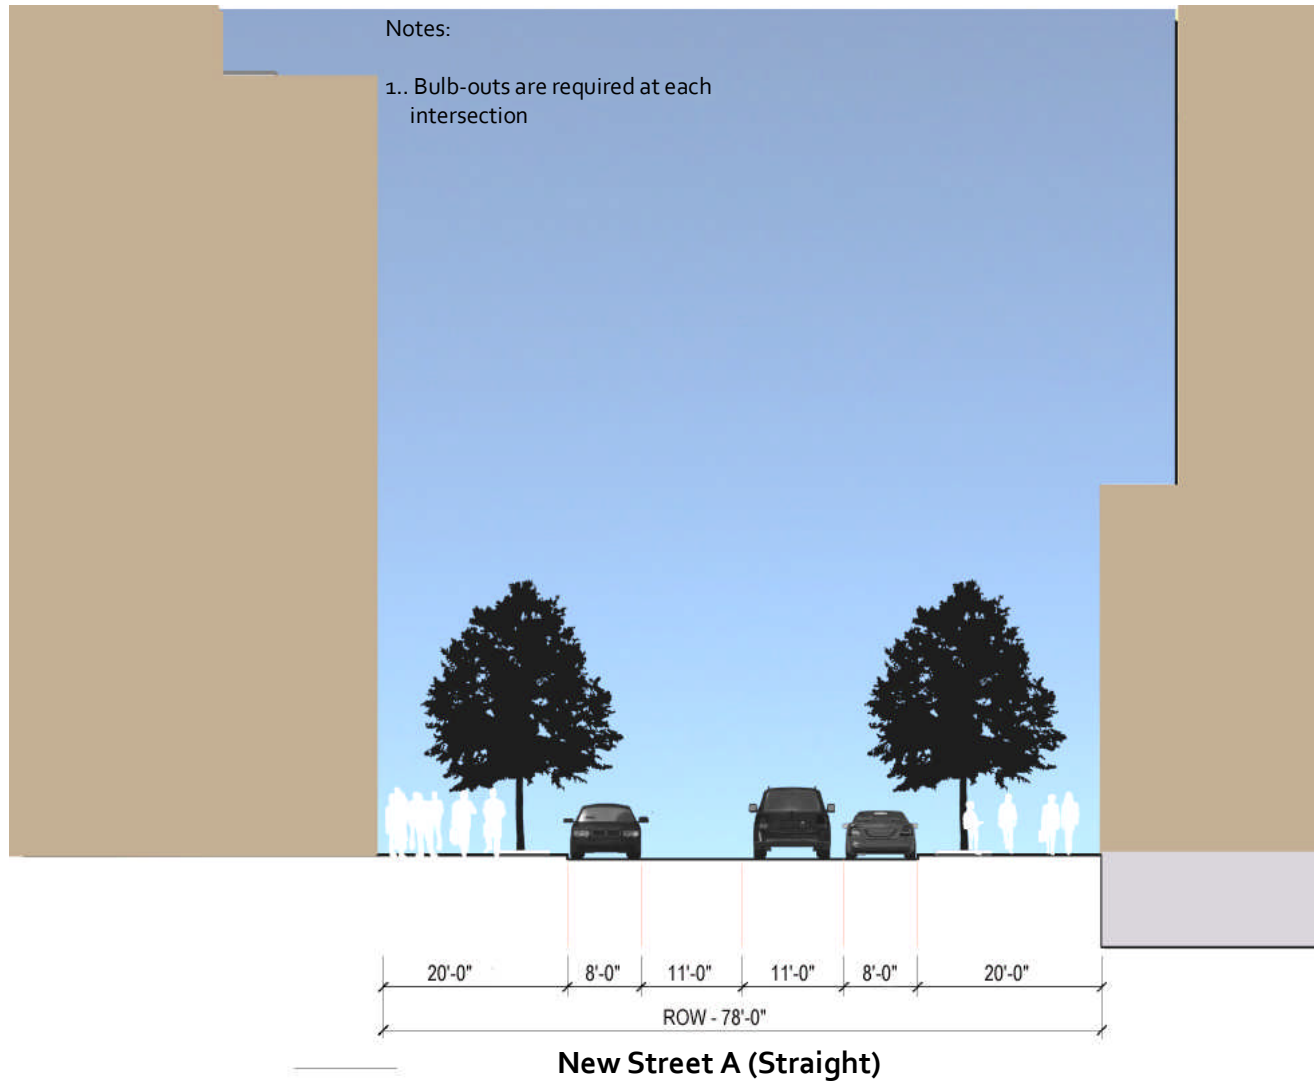 Notes:
1.. Bulb-outs are required at each
intersection
20'-0" 8'-0" 11'-0" 11'-0" 8'-0" 20'-0"
ROW - 78'-0"
New Street A (Straight)